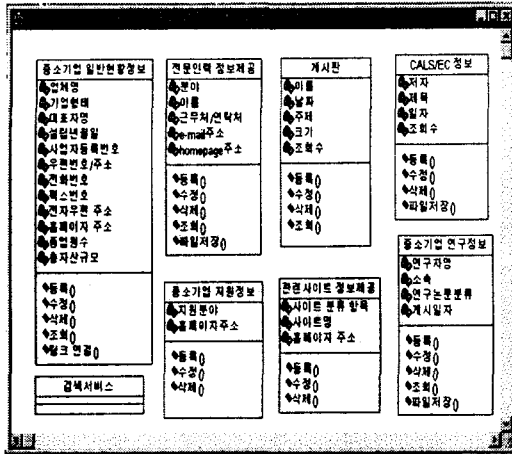 중소기업 일반현황정보
업체명
기업형태
대표자명
설립년월일
사업자등록번호
우편번호/주소
전화번호
팩스번호
전자우편 주소
홈페이지 주소
종업원수
총자산규모
등록()
수정()
삭제()
조회()
링크 연결()
검색서비스
전문인력 정보제공
분야
이름
근무처/연락처
e-mail주소
homepage주소
등록()
수정()
삭제()
조회()
파일저장()
중소기업 지원정보
지원분야
홈페이지주소
등록()
수정()
삭제()
게시판
이름
날짜
주제
크기
조회수
등록()
수정()
삭제()
조회()
관련사이트 정보제공
사이트 분류 항목
사이트명
홈페이지 주소
등록()
수정()
삭제()
CALS/EC 정보
저자
제목
일자
조회수
등록()
수정()
삭제()
파일저장()
중소기업 연구정보
연구자명
소속
연구논문분류
게시일자
등록()
수정()
삭제()
조회()
파일저장()